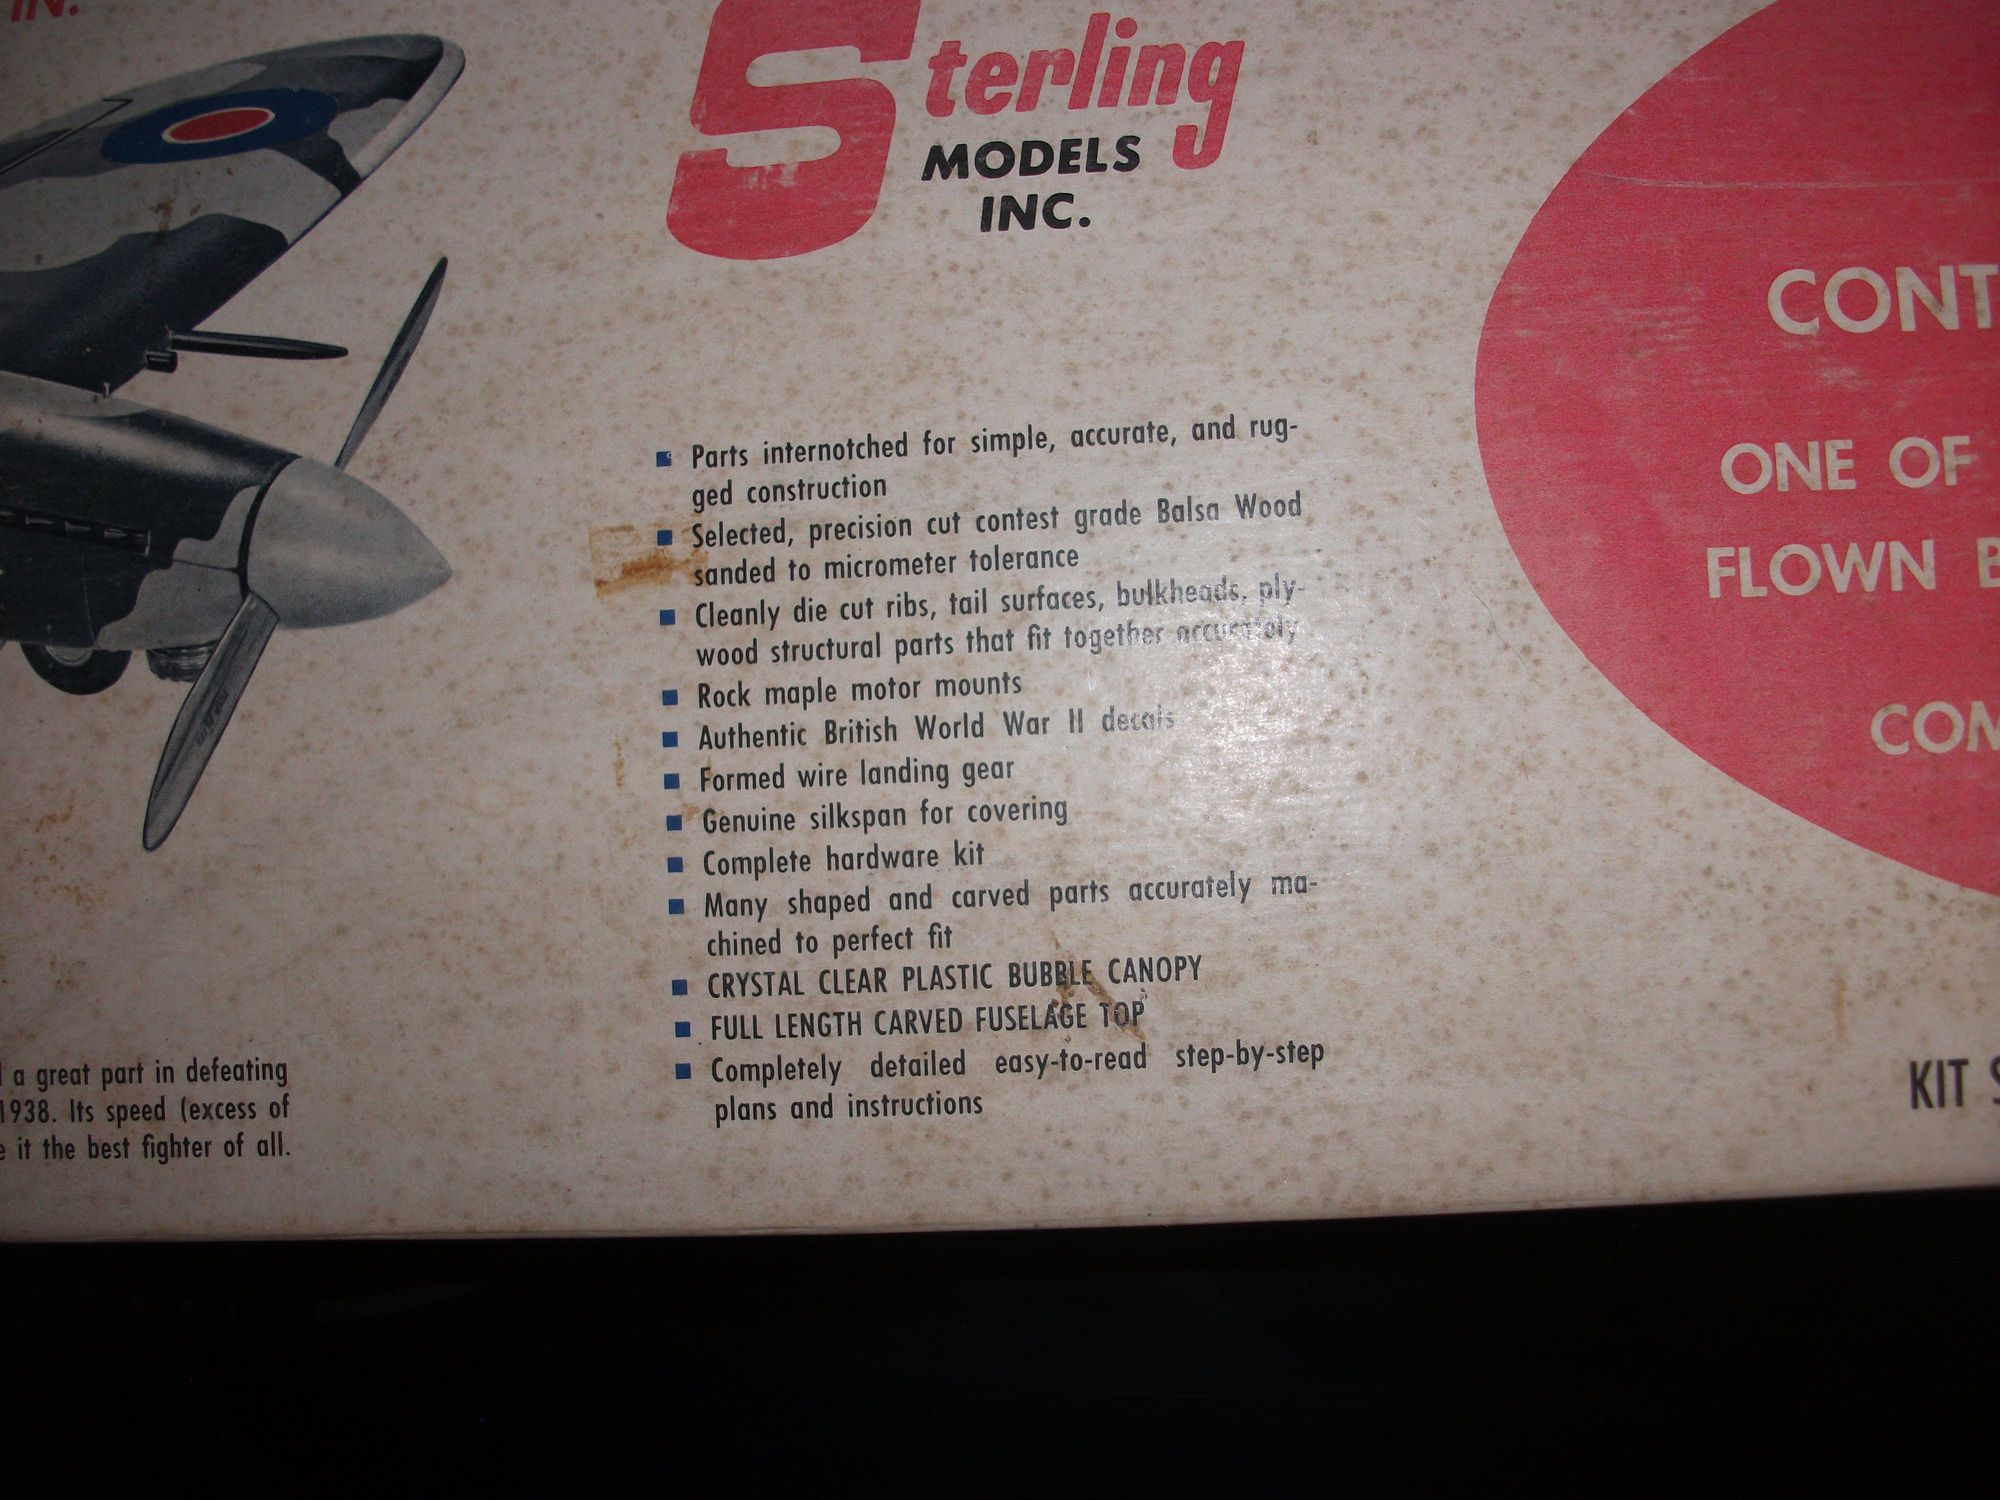 IN.
Sterling
MODELS
INC.
Parts internotched for simple, accurate, and rug-
ged construction
Selected, precision cut contest grade Balsa Wood
sanded to micrometer tolerance
Cleanly die cut ribs, tail surfaces, bulkheads, ply-
wood structural parts that fit together accurately
Rock maple motor mounts
Authentic British World War II decals
Formed wire landing gear
Genuine silkspan for covering
Complete hardware kit
Many shaped and carved parts accurately ma-
chined to perfect fit
CRYSTAL CLEAR PLASTIC BUBBLE CANOPY
FULL LENGTH CARVED FUSELAGE TOP
Completely detailed easy-to-read step-by-step
plans and instructions
a great part in defeating
1938. Its speed (excess of
it the best fighter of all.
CONT
ONE OF
FLOWN B
COM
KIT S